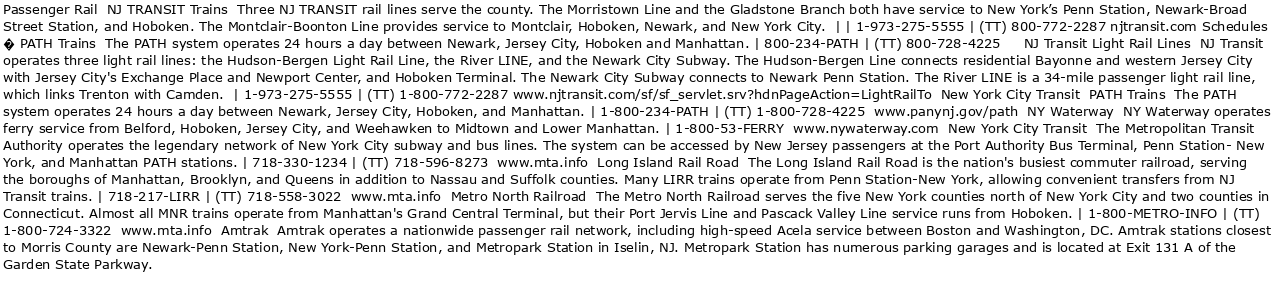 Passenger Rail  NJ TRANSIT Trains  Three NJ TRANSIT rail lines serve the county. The Morristown Line and the Gladstone Branch both have service to New York’s Penn Station, Newark-Broad
Street Station, and Hoboken. The Montclair-Boonton Line provides service to Montclair, Hoboken, Newark, and New York City.  | | 1-973-275-5555 | (TT) 800-772-2287 njtransit.com Schedules
� PATH Trains  The PATH system operates 24 hours a day between Newark, Jersey City, Hoboken and Manhattan. | 800-234-PATH | (TT) 800-728-4225     NJ Transit Light Rail Lines  NJ Transit
operates three light rail lines: the Hudson-Bergen Light Rail Line, the River LINE, and the Newark City Subway. The Hudson-Bergen Line connects residential Bayonne and western Jersey City
with Jersey City's Exchange Place and Newport Center, and Hoboken Terminal. The Newark City Subway connects to Newark Penn Station. The River LINE is a 34-mile passenger light rail line,
which links Trenton with Camden.  | 1-973-275-5555 | (TT) 1-800-772-2287 www.njtransit.com/sf/sf_servlet.srv?hdnPageAction=LightRailTo  New York City Transit  PATH Trains  The PATH
system operates 24 hours a day between Newark, Jersey City, Hoboken, and Manhattan. | 1-800-234-PATH | (TT) 1-800-728-4225  www.panynj.gov/path  NY Waterway  NY Waterway operates
ferry service from Belford, Hoboken, Jersey City, and Weehawken to Midtown and Lower Manhattan. | 1-800-53-FERRY  www.nywaterway.com  New York City Transit  The Metropolitan Transit
Authority operates the legendary network of New York City subway and bus lines. The system can be accessed by New Jersey passengers at the Port Authority Bus Terminal, Penn Station- New
York, and Manhattan PATH stations. | 718-330-1234 | (TT) 718-596-8273  www.mta.info  Long Island Rail Road  The Long Island Rail Road is the nation's busiest commuter railroad, serving
the boroughs of Manhattan, Brooklyn, and Queens in addition to Nassau and Suffolk counties. Many LIRR trains operate from Penn Station-New York, allowing convenient transfers from NJ
Transit trains. | 718-217-LIRR | (TT) 718-558-3022  www.mta.info  Metro North Railroad  The Metro North Railroad serves the five New York counties north of New York City and two counties in
Connecticut. Almost all MNR trains operate from Manhattan's Grand Central Terminal, but their Port Jervis Line and Pascack Valley Line service runs from Hoboken. | 1-800-METRO-INFO | (TT)
1-800-724-3322  www.mta.info  Amtrak  Amtrak operates a nationwide passenger rail network, including high-speed Acela service between Boston and Washington, DC. Amtrak stations closest
to Morris County are Newark-Penn Station, New York-Penn Station, and Metropark Station in Iselin, NJ. Metropark Station has numerous parking garages and is located at Exit 131 A of the
Garden State Parkway.